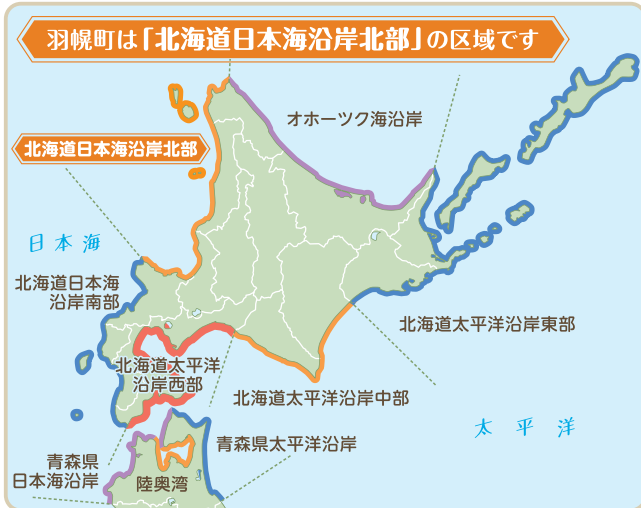 羽幌町は「北海道日本海沿岸北部」の区域です
オホーツク海沿岸
北海道日本海沿岸北部
日本海
北海道日本海
沿岸南部
北海道太平洋沿岸東部
北海道太平洋
沿岸西部
北海道太平洋沿岸中部
太平洋
青森県太平洋沿岸
青森県
日本海沿岸
陸奥湾